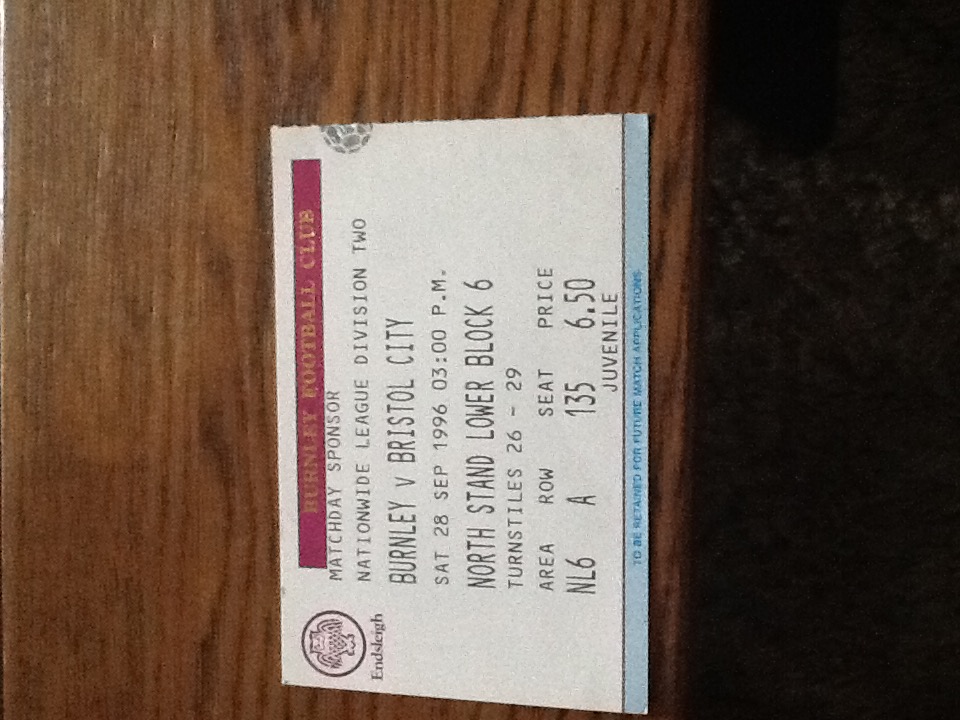 BURNLEY FOOTBALL CLUB
MATCHDAY SPONSOR
NATIONWIDE LEAGUE DIVISION TWO
BURNLEY V BRISTOL CITY
SAT 28 SEP 1996 03:00 P.M.
NORTH STAND LOWER BLOCK 6
TURNSTILES 26 - 29
AREA ROW SEAT PRICE
NL6 A 135 6.50
JUVENILE
Endsleigh
TO BE RETAINED FOR FUTURE MATCH APPLICATIONS.